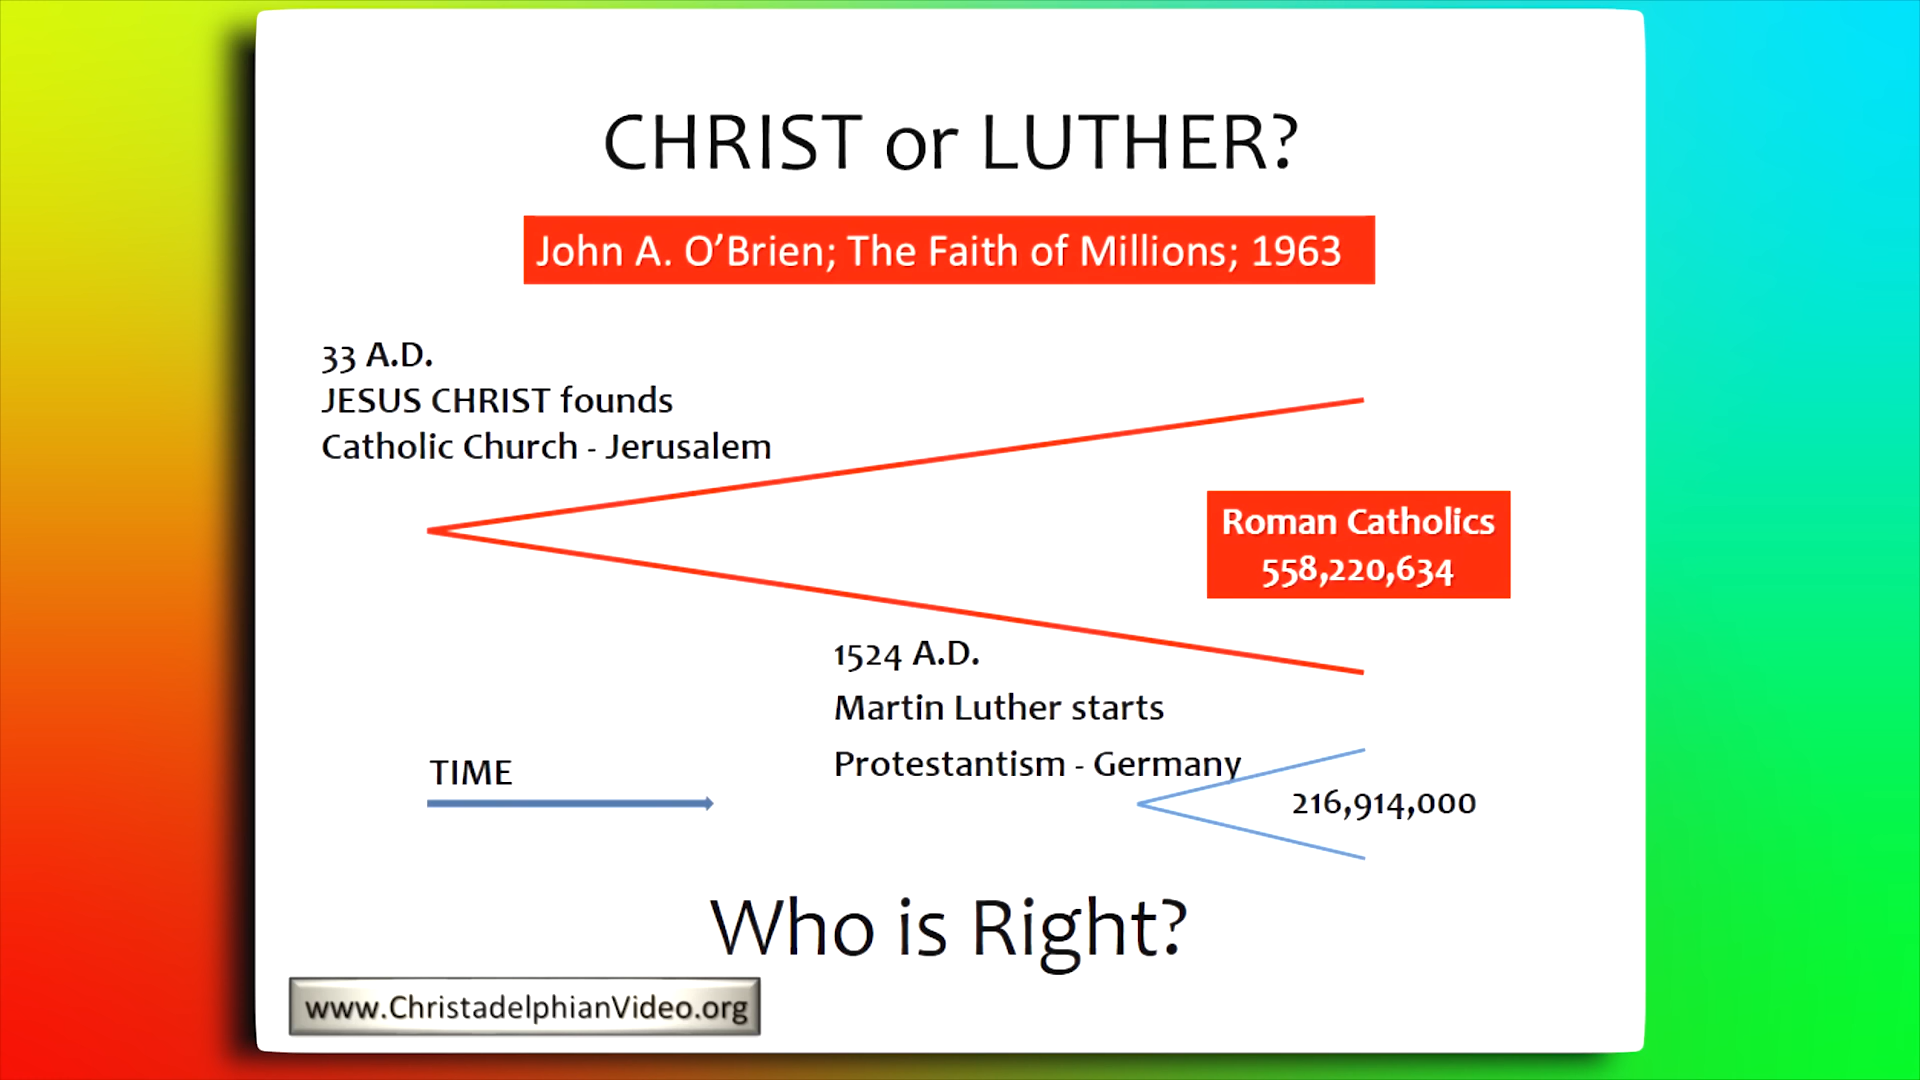 CHRIST or LUTHER?
John A. O’Brien; The Faith of Millions; 1963
33 A.D.
JESUS CHRIST founds
Catholic Church - Jerusalem
Roman Catholics
558,220,634
1524 A.D.
Martin Luther starts
Protestantism - Germany
TIME
216,914,000
Who is Right?
www.ChristadelphianVideo.org